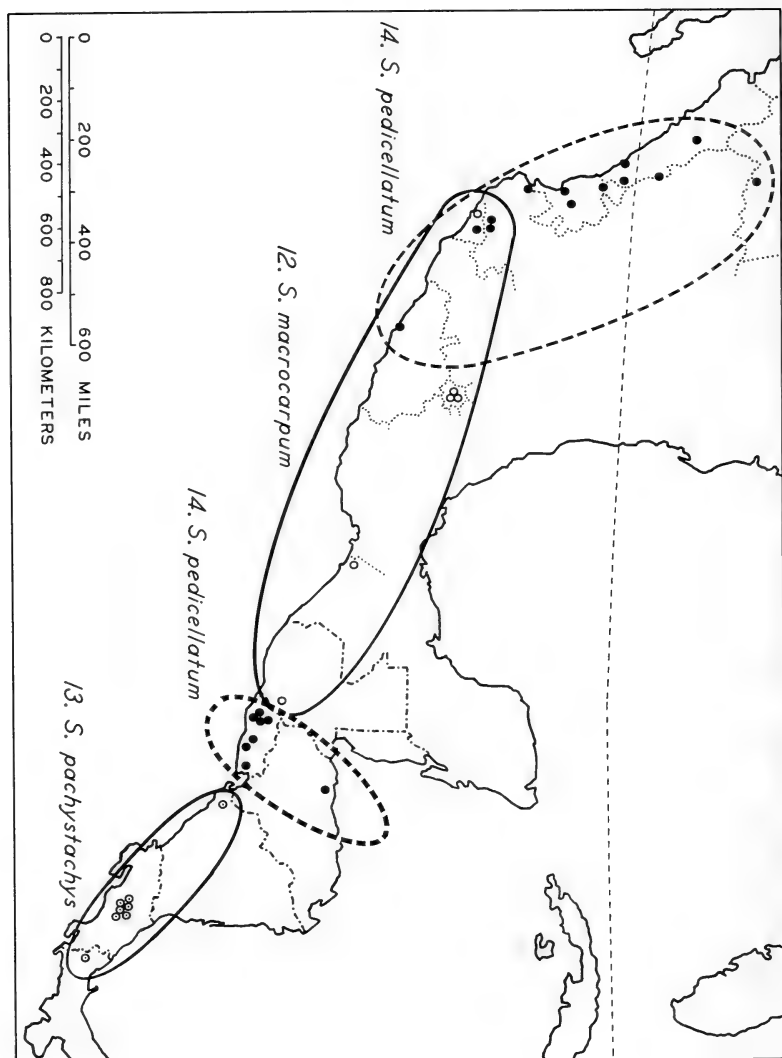 14. S. pedicellatum
12. S. macrocarpum
14. S. pedicellatum
13. S. pachystachys
0 200 400 600 MILES
0 200 400 600 800 KILOMETERS